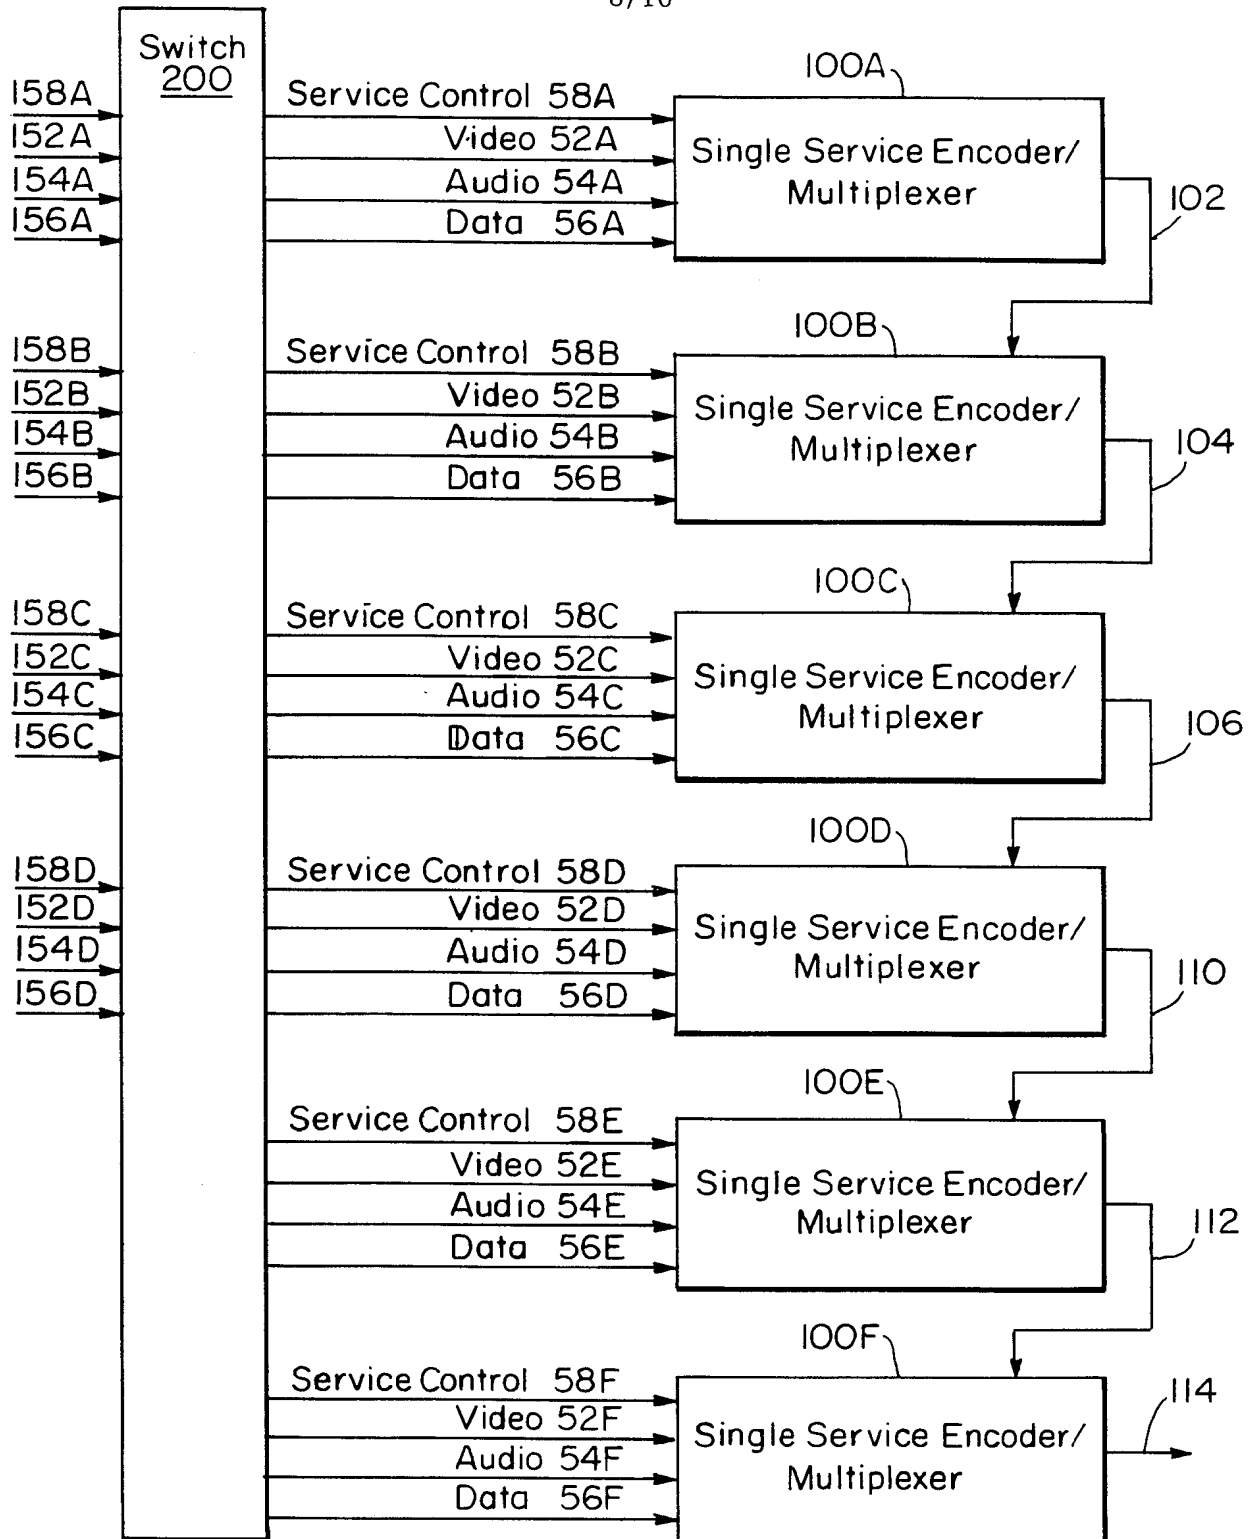 Switch
200
158A
152A
154A
156A
Service Control 58A
Video 52A
Audio 54A
Data 56A
100A
Single Service Encoder/
Multiplexer
102
158B
152B
154B
156B
Service Control 58B
Video 52B
Audio 54B
Data 56B
100B
Single Service Encoder/
Multiplexer
104
158C
152C
154C
156C
Service Control 58C
Video 52C
Audio 54C
Data 56C
100C
Single Service Encoder/
Multiplexer
106
158D
152D
154D
156D
Service Control 58D
Video 52D
Audio 54D
Data 56D
100D
Single Service Encoder/
Multiplexer
110
Service Control 58E
Video 52E
Audio 54E
Data 56E
100E
Single Service Encoder/
Multiplexer
112
Service Control 58F
Video 52F
Audio 54F
Data 56F
100F
Single Service Encoder/
Multiplexer
114